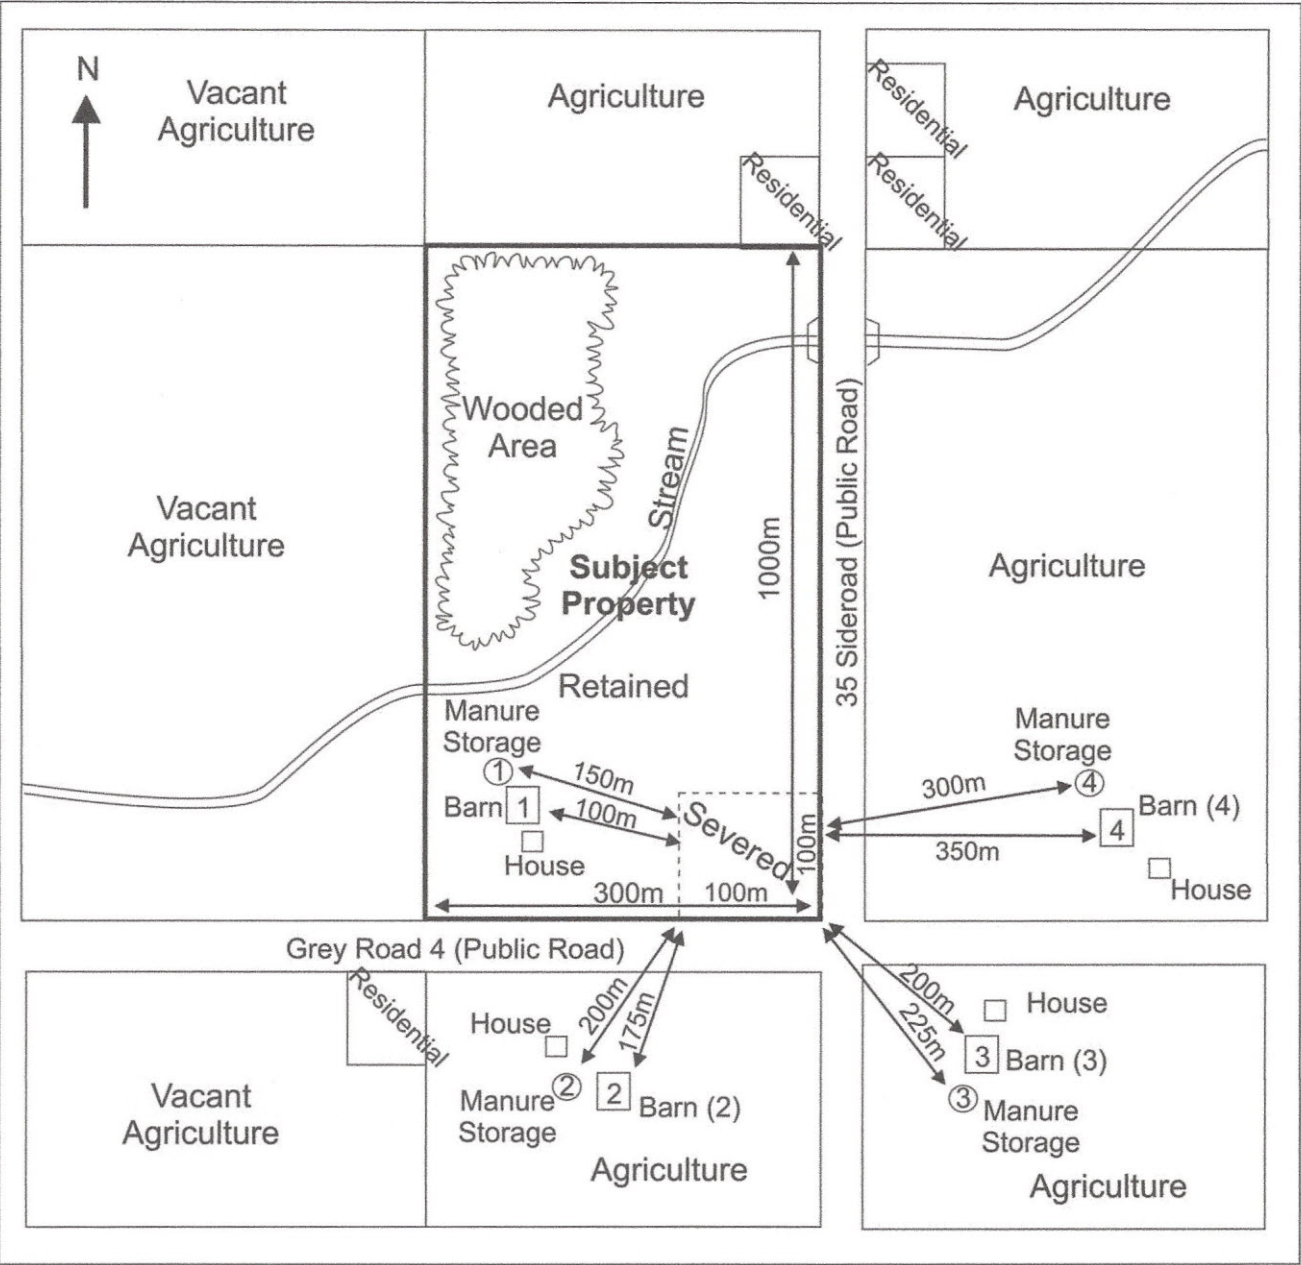 N
Vacant
Agriculture
Agriculture
Agriculture
Residential
Residential
Residential
Wooded
Area
Stream
Vacant
Agriculture
Subject
Property
1000m
35 Sideroad (Public Road)
Agriculture
Retained
Manure
Storage
1
150m
Barn
1
100m
House
Severed
100m
300m
100m
Manure
Storage
4
300m
Barn (4)
4
350m
House
Grey Road 4 (Public Road)
Residential
Vacant
Agriculture
House
200m
175m
Manure
Storage
2
2
Barn (2)
Agriculture
200m
225m
House
3
Barn (3)
3
Manure
Storage
Agriculture